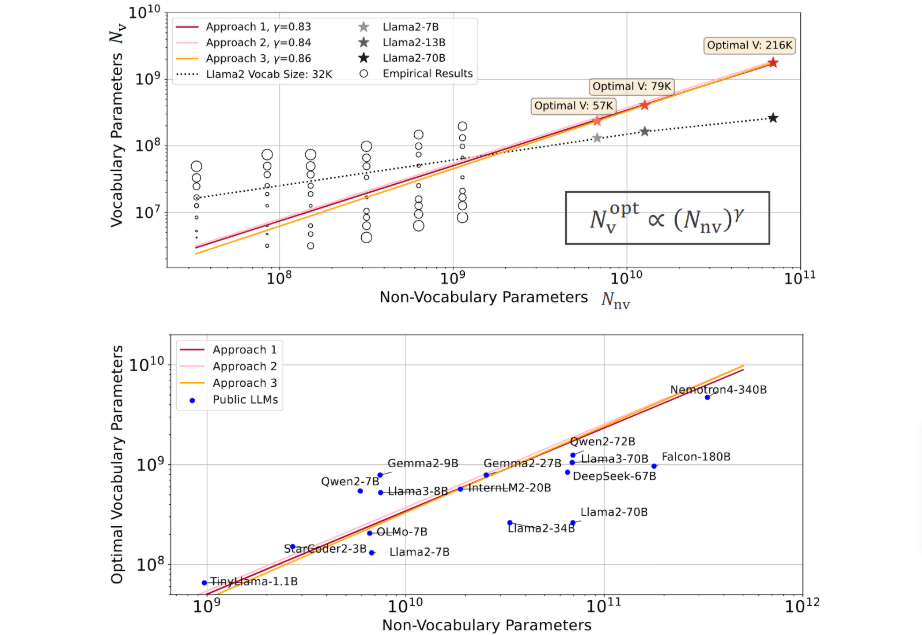 10^10
10^9
10^8
10^7
Vocabulary Parameters N_v
Approach 1, γ=0.83
Approach 2, γ=0.84
Approach 3, γ=0.86
Llama2 Vocab Size: 32K
Llama2-7B
Llama2-13B
Llama2-70B
Empirical Results
Optimal V: 216K
Optimal V: 79K
Optimal V: 57K
N_v^opt ∝ (N_nv)^γ
10^8
10^9
10^10
10^11
Non-Vocabulary Parameters N_nv
10^10
10^9
10^8
Optimal Vocabulary Parameters
Approach 1
Approach 2
Approach 3
Public LLMs
Nemotron4-340B
Qwen2-72B
Gemma2-9B
Gemma2-27B
Llama3-70B
Falcon-180B
Qwen2-7B
Llama3-8B
InternLM2-20B
DeepSeek-67B
OLMo-7B
Llama2-34B
Llama2-70B
StarCoder2-3B
Llama2-7B
TinyLlama-1.1B
10^9
10^10
10^11
10^12
Non-Vocabulary Parameters